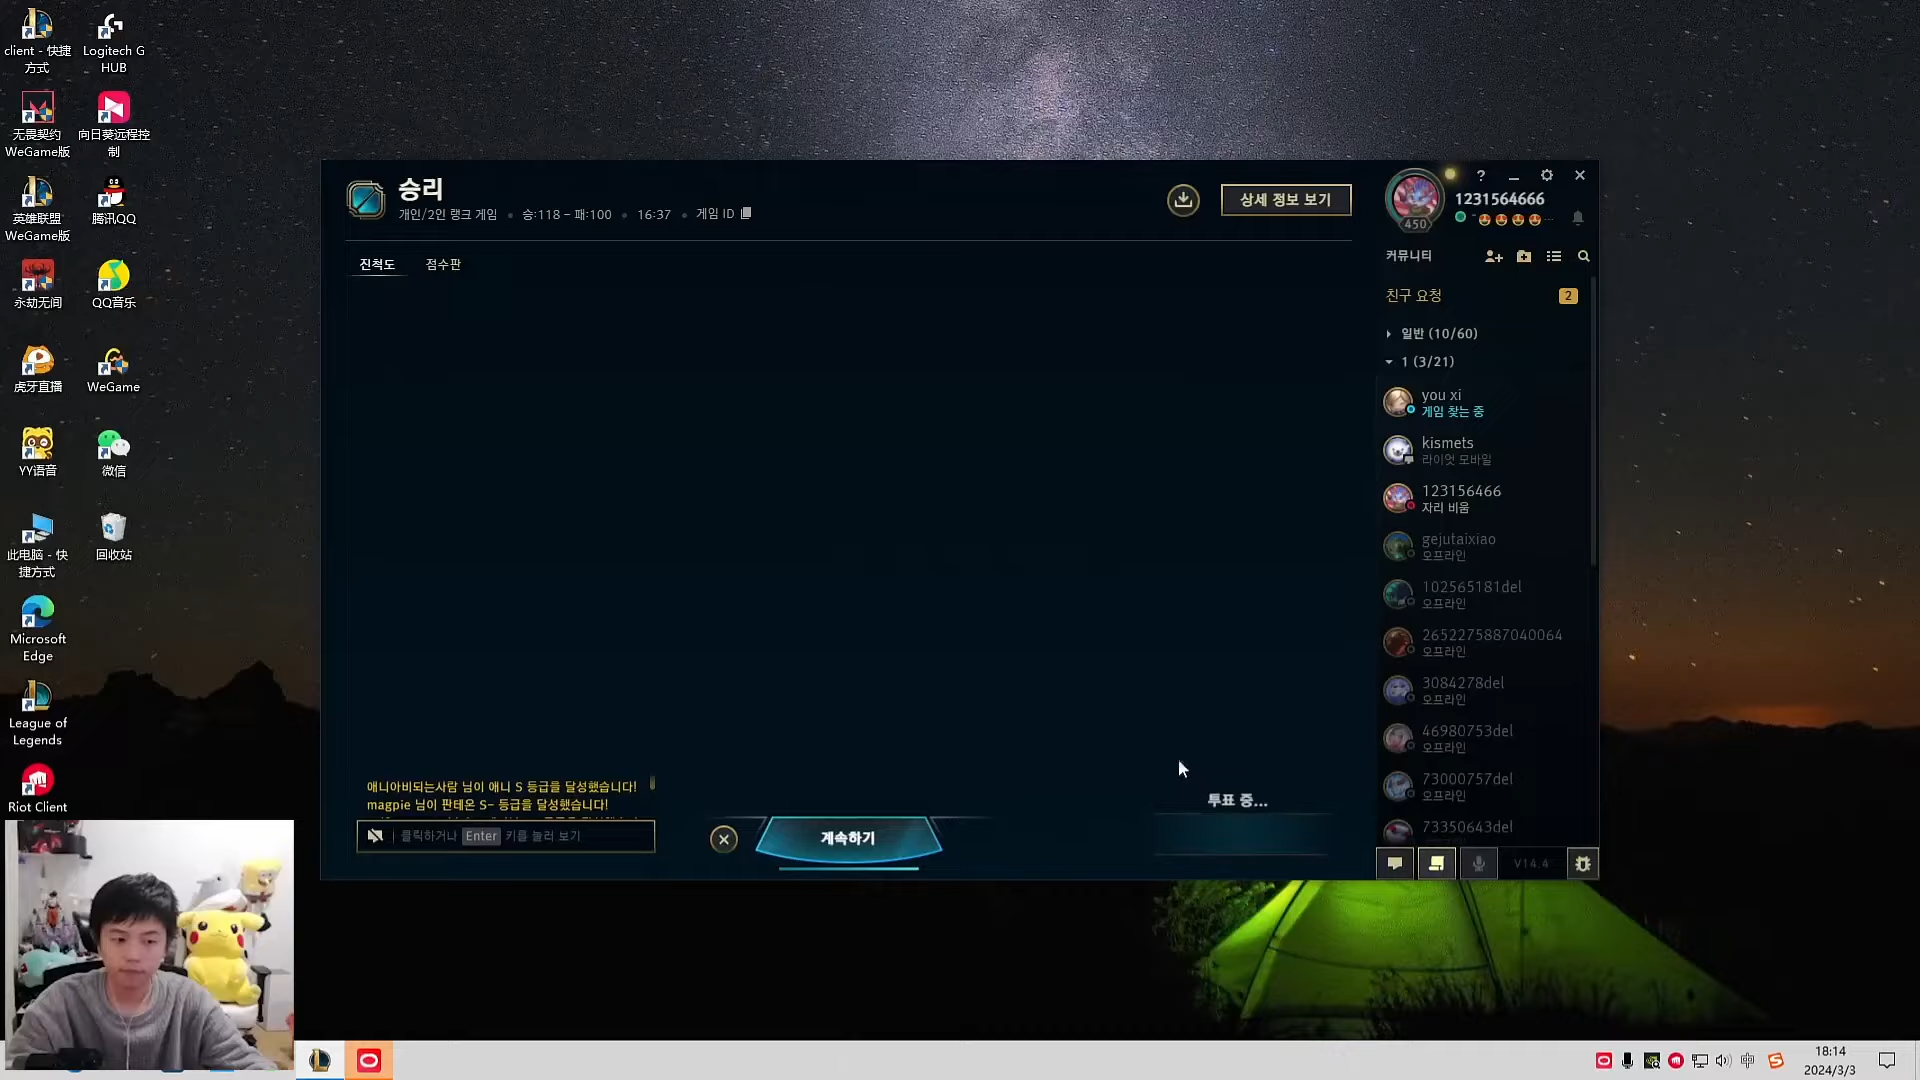 client - 快捷
方式
Logitech G
HUB
无畏契约
WeGame版
向日葵远程控
制
英雄联盟
WeGame版
腾讯QQ
永劫无间
QQ音乐
虎牙直播
WeGame
YY语音
微信
此电脑 - 快
捷方式
回收站
Microsoft
Edge
League of
Legends
Riot Client
승리
개인/2인 랭크 게임 • 승:118 – 패:100 • 16:37 • 게임 ID
상세 정보 보기
진척도 점수판
애니아비되는사람 님이 애니 S 등급을 달성했습니다!
magpie 님이 판테온 S- 등급을 달성했습니다!
클릭하거나 Enter 키를 눌러 보기
계속하기
투표 중...
450
1231564666
커뮤니티
친구 요청 2
일반 (10/60)
1 (3/21)
you xi
게임 찾는 중
kismets
라이엇 모바일
123156466
자리 비움
gejutaixiao
오프라인
102565181del
오프라인
2652275887040064
오프라인
3084278del
오프라인
46980753del
오프라인
73000757del
오프라인
73350643del
V14.4
中
18:14
2024/3/3